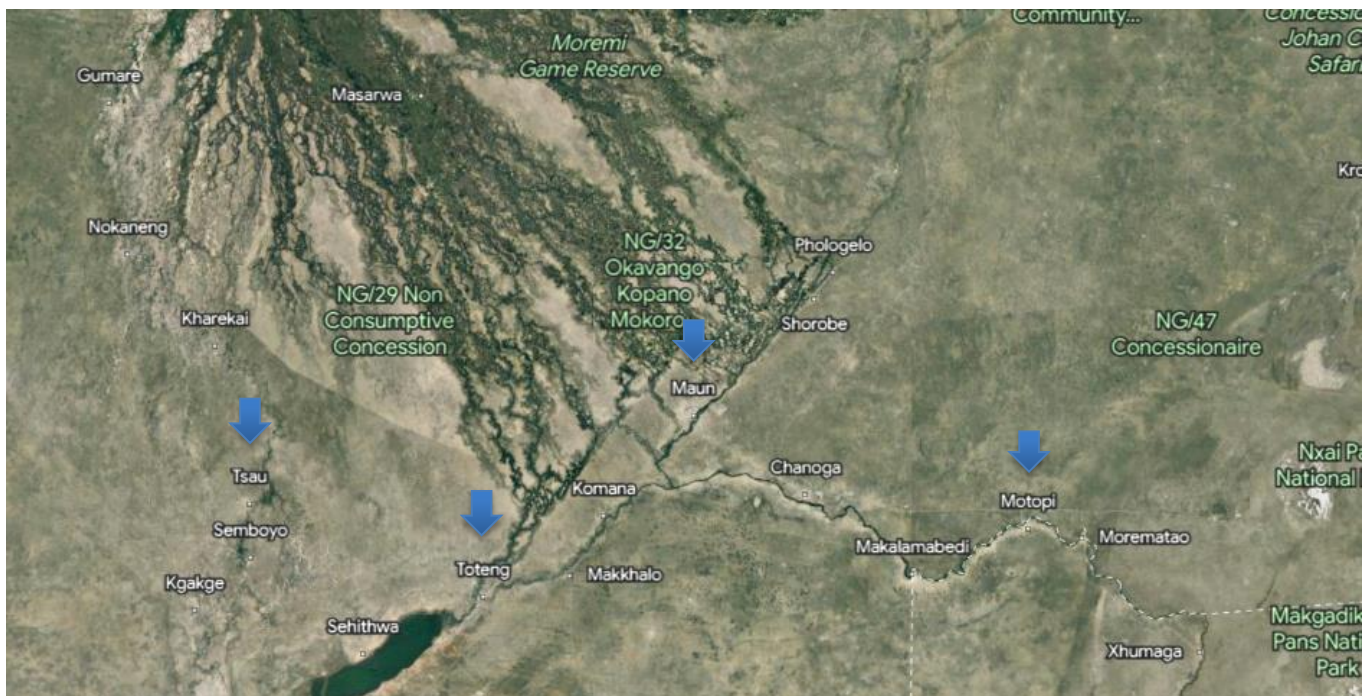 Community...
Concessio
Johan C
Safari
Moremi
Game Reserve
Gumare
Masarwa
Kro
Nokaneng
Phologelo
NG/32
Okavango
Kopano
Mokoro
NG/29 Non
Consumptive
Concession
Kharekai
Shorobe
NG/47
Concessionaire
Maun
Tsau
Chanoga
Nxai Pa
National
Komana
Motopi
Semboyo
Makalamabedi
Morematao
Toteng
Makkhalo
Kgakge
Sehithwa
Makgadik
Pans Nati
Park
Xhumaga